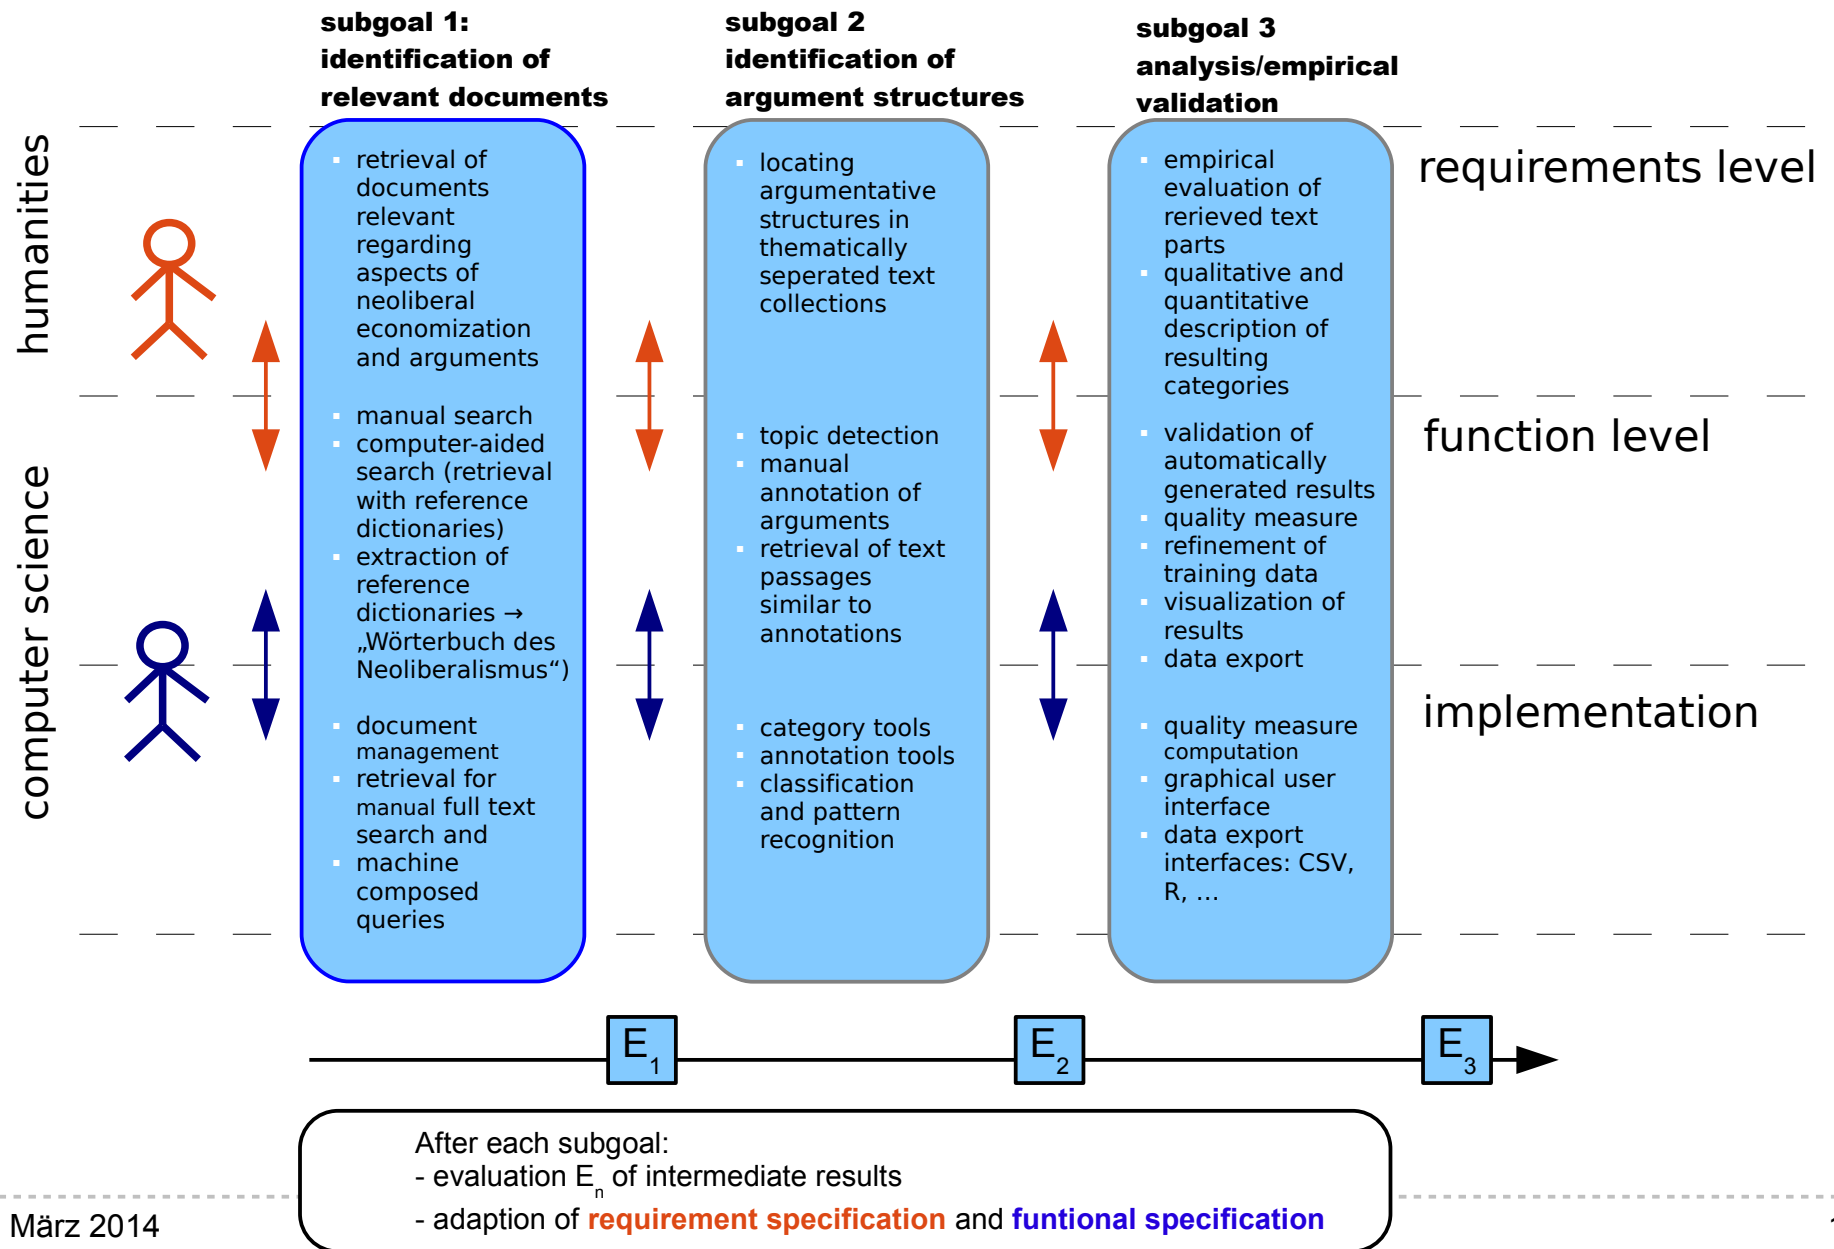 subgoal 1:
identification of
relevant documents
subgoal 2
identification of
argument structures
subgoal 3
analysis/empirical
validation
humanities
computer science
▪ retrieval of
documents
relevant
regarding
aspects of
neoliberal
economization
and arguments
▪ manual search
▪ computer-aided
search (retrieval
with reference
dictionaries)
▪ extraction of
reference
dictionaries →
„Wörterbuch des
Neoliberalismus“)
▪ document
management
▪ retrieval for
manual full text
search and
▪ machine
composed
queries
▪ locating
argumentative
structures in
thematically
seperated text
collections
▪ topic detection
▪ manual
annotation of
arguments
▪ retrieval of text
passages
similar to
annotations
▪ category tools
▪ annotation tools
▪ classification
and pattern
recognition
▪ empirical
evaluation of
rerieved text
parts
▪ qualitative and
quantitative
description of
resulting
categories
▪ validation of
automatically
generated results
▪ quality measure
▪ refinement of
training data
▪ visualization of
results
▪ data export
▪ quality measure
computation
▪ graphical user
interface
▪ data export
interfaces: CSV,
R, …
requirements level
function level
implementation
E1
E2
E3
After each subgoal:
- evaluation En of intermediate results
- adaption of requirement specification and funtional specification
März 2014